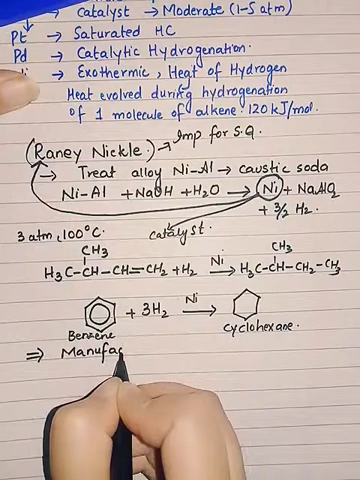 Catalyst → Moderate (1-5 atm)
Pt → Saturated HC
Pd → Catalytic Hydrogenation.
→ Exothermic, Heat of Hydrogen
Heat evolved during hydrogenation
of 1 molecule of alkene. 120 kJ/mol.
(Raney Nickle) → Imp for S.Q.
→ Treat alloy Ni-Al → caustic soda
Ni-Al + NaOH + H₂O → Ni + NaAlO₂
+ 3/2 H₂.
catalyst.
3 atm, 100°C.
CH₃ CH₃
H₃C-CH-CH=CH₂ + H₂ Ni → H₃C-CH-CH₂-CH₃
+ 3H₂ Ni →
Benzene cyclohexane.
⇒ Manufac